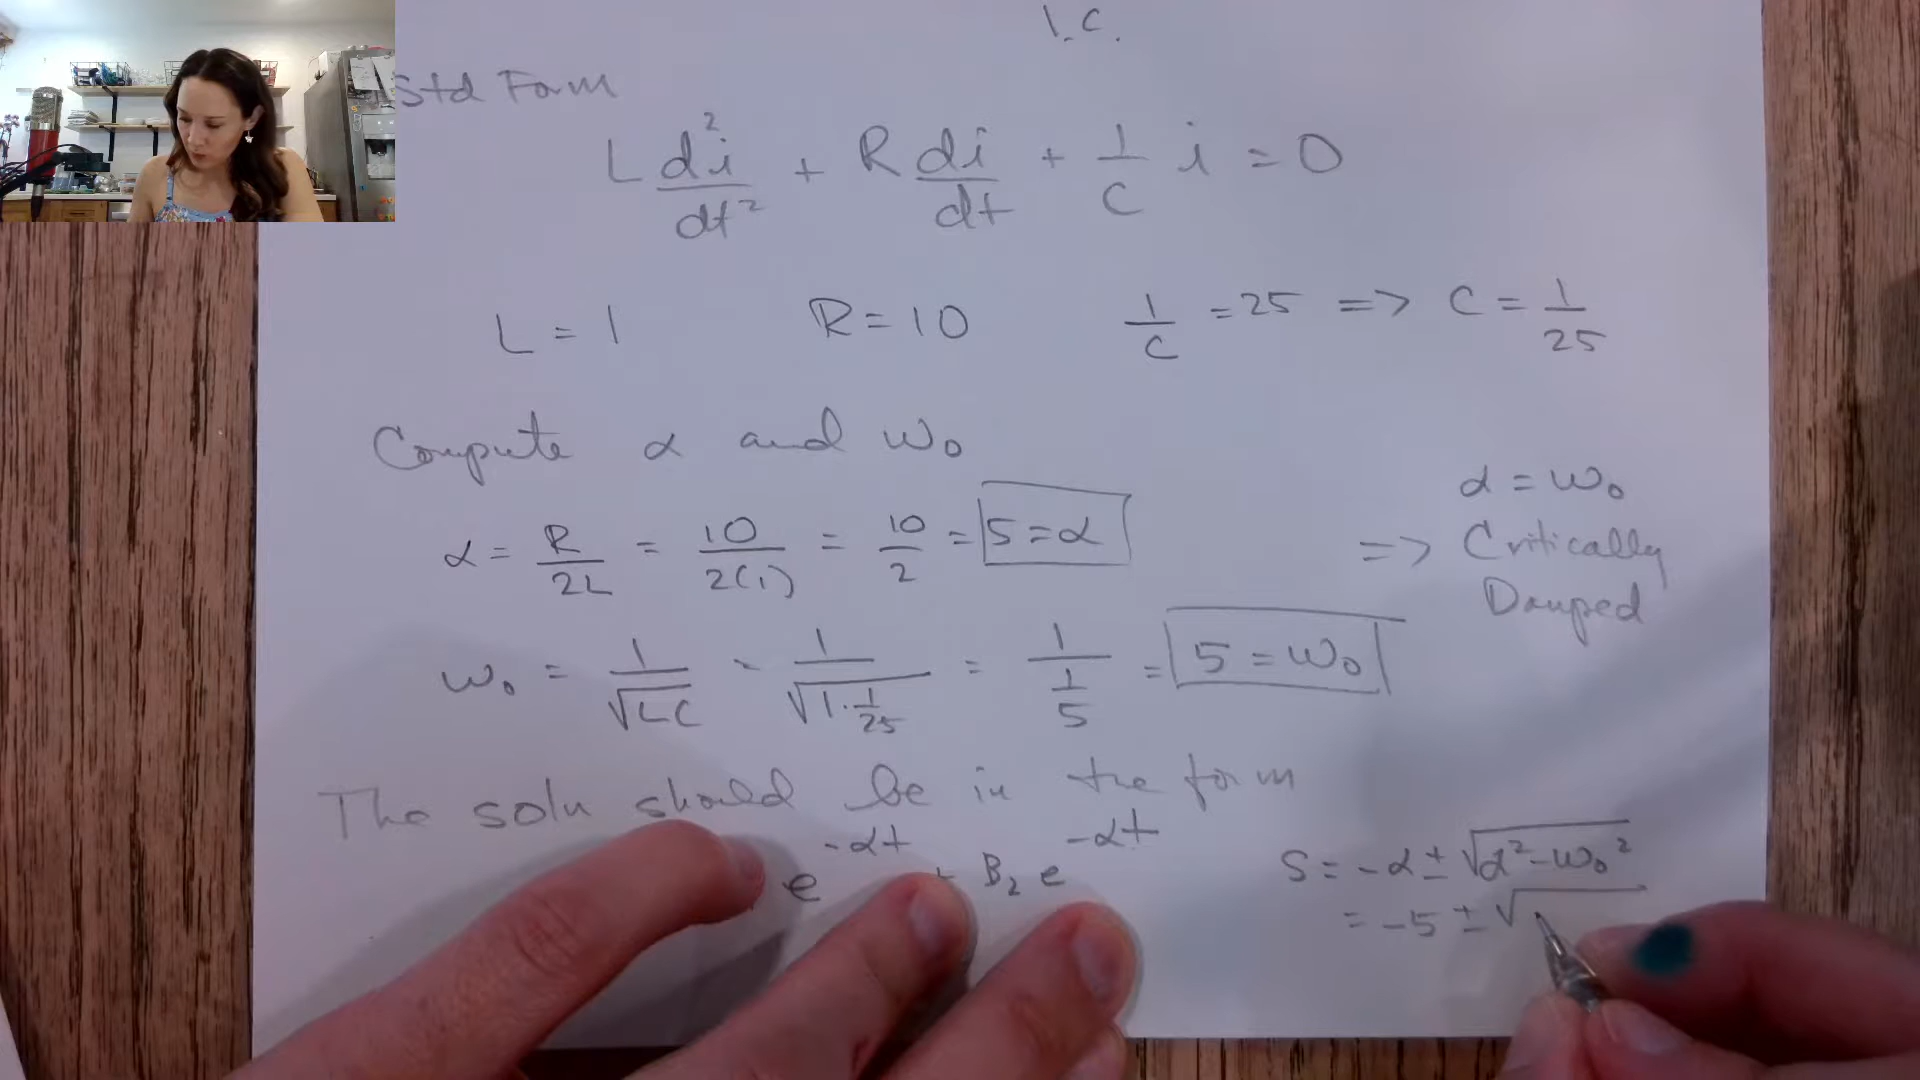 I.C.
Std Form
L d²i/dt² + R di/dt + 1/C i = 0
L = 1 R = 10 1/C = 25 => C = 1/25
Compute α and ω₀
α = R/2L = 10/2(1) = 10/2 = 5 = α
α = ω₀
=> Critically
Damped
ω₀ = 1/√LC = 1/√1·1/25 = 1/1/5 = 5 = ω₀
The soln should be in the form
e^-αt + B₂ e^-αt
S = -α ± √α² - ω₀²
= -5 ± √